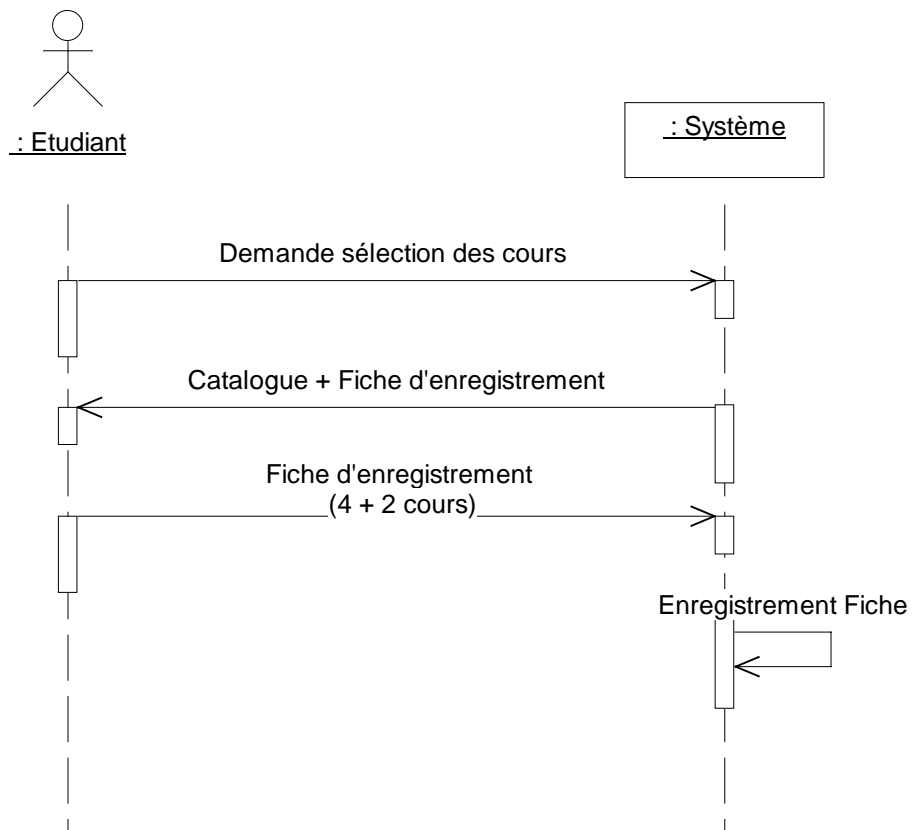 : Etudiant
: Système
Demande sélection des cours
Catalogue + Fiche d'enregistrement
Fiche d'enregistrement
(4 + 2 cours)
Enregistrement Fiche